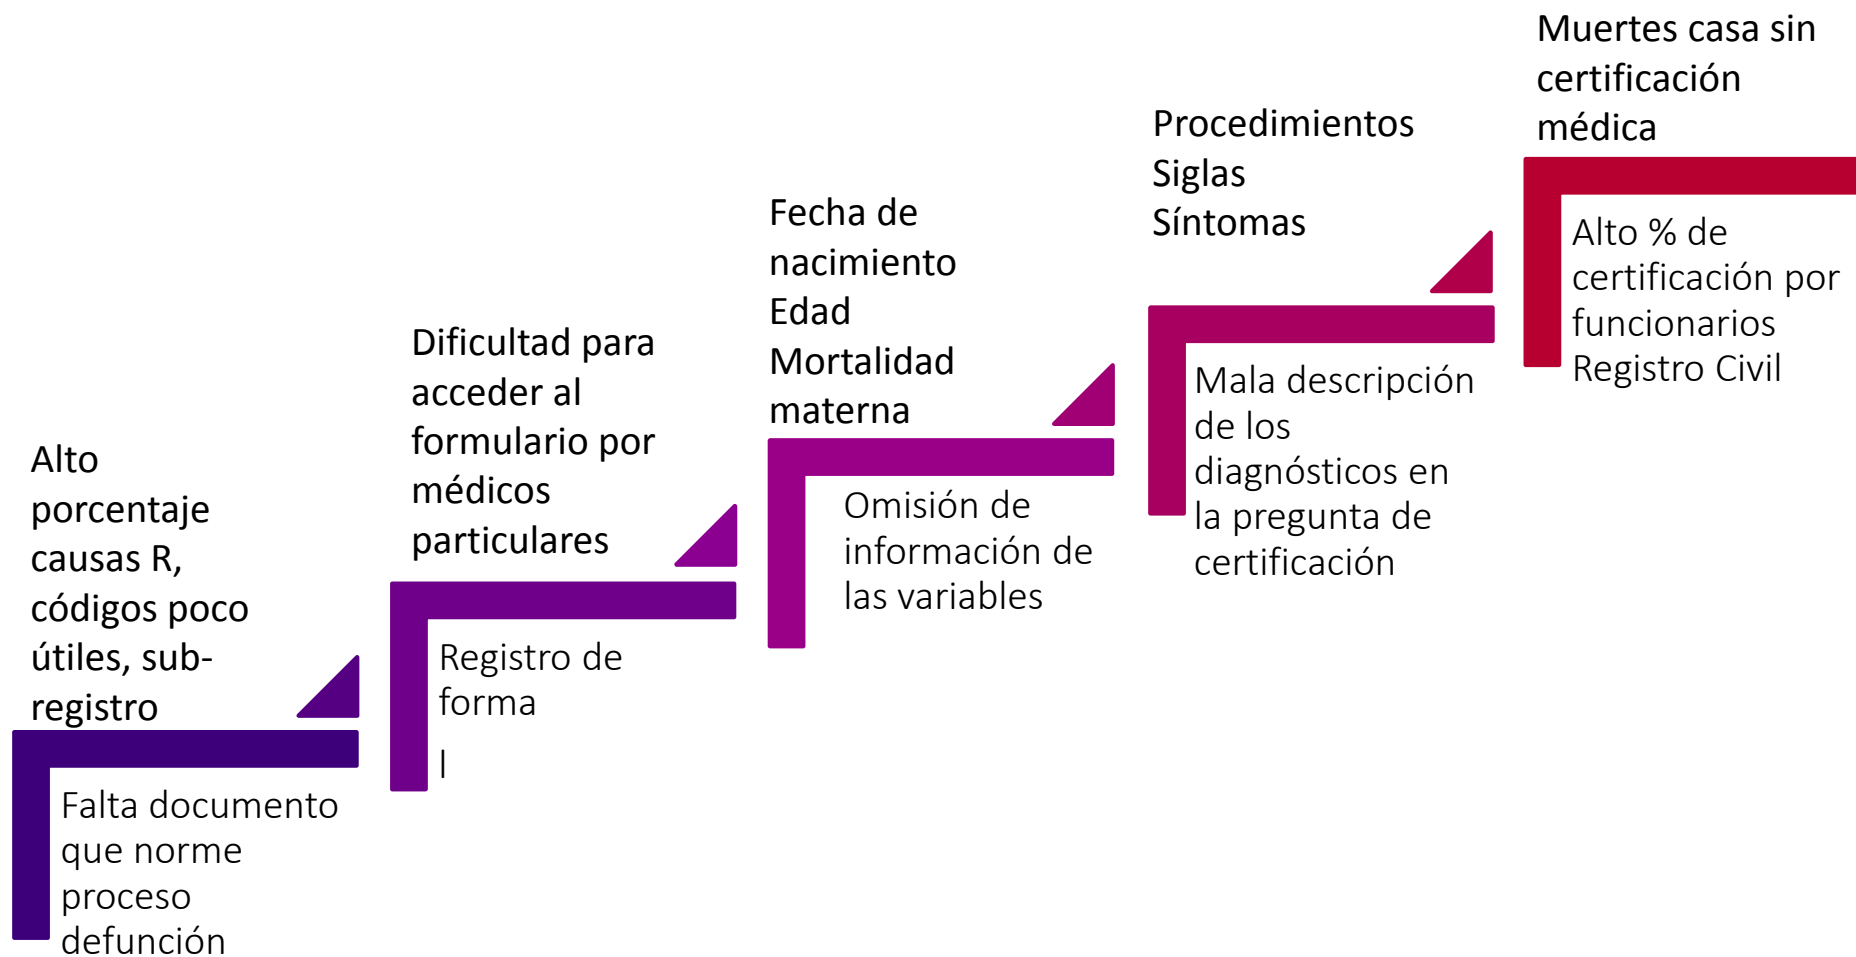 Alto
porcentaje
causas R,
códigos poco
útiles, sub-
registro
Falta documento
que norme
proceso
defunción
Dificultad para
acceder al
formulario por
médicos
particulares
Registro de
forma
l
Fecha de
nacimiento
Edad
Mortalidad
materna
Omisión de
información de
las variables
Procedimientos
Siglas
Síntomas
Mala descripción
de los
diagnósticos en
la pregunta de
certificación
Muertes casa sin
certificación
médica
Alto % de
certificación por
funcionarios
Registro Civil